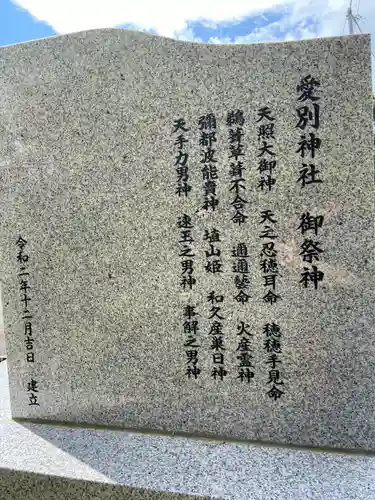 愛別神社 御祭神
天照大御神 天之忍穂耳命 穂穂手見命
鵜芽草葺不合命 邇邇藝命 火産霊神
彌都波能賣神 埴山姫 和久産巣日神
天手力男神 速玉之男神 事解之男神
令和二年十二月吉日 建立